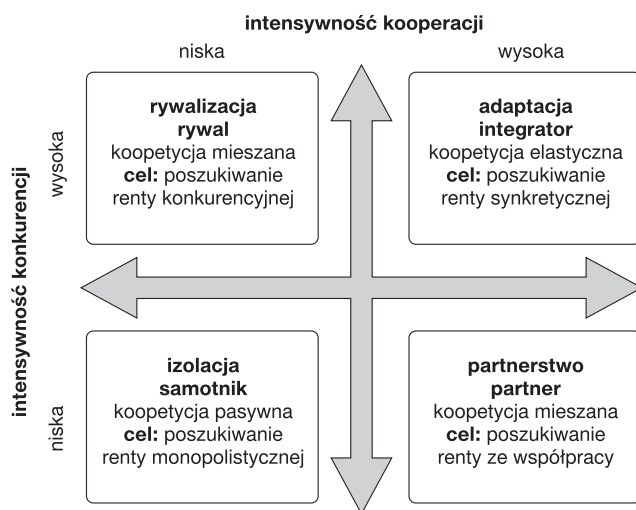 intensywność kooperacji
niska
wysoka
intensywność konkurencji
wysoka
rywalizacja
rywal
koopetycja mieszana
cel: poszukiwanie
renty konkurencyjnej
adaptacja
integrator
koopetycja elastyczna
cel: poszukiwanie
renty synkretycznej
niska
izolacja
samotnik
koopetycja pasywna
cel: poszukiwanie
renty monopolistycznej
partnerstwo
partner
koopetycja mieszana
cel: poszukiwanie
renty ze współpracy